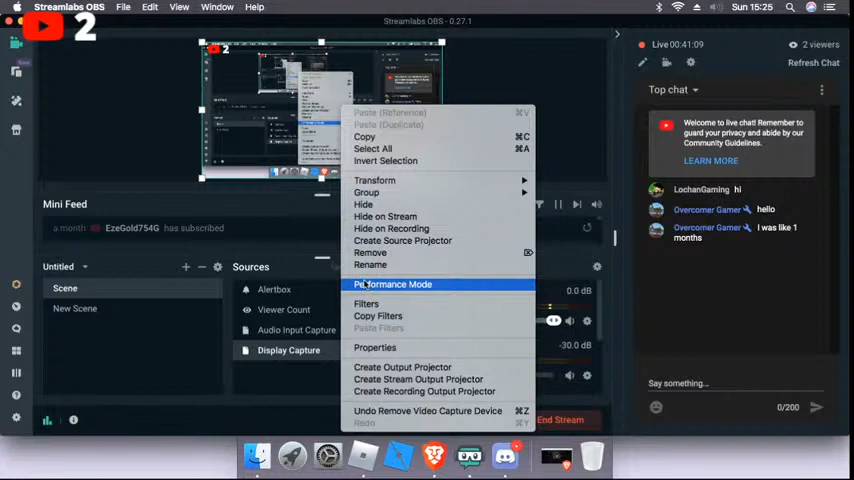 Streamlabs OBS File Edit View Window Help Sun 15:25
Streamlabs OBS - 0.27.1
2
2
Live 00:41:09 2 viewers
Refresh Chat
Top chat
Welcome to live chat! Remember to
guard your privacy and abide by our
Community Guidelines.
LEARN MORE
LochanGaming hi
Overcomer Gamer hello
Overcomer Gamer I was like 1
months
Say something...
0/200
Mini Feed
a month EzeGold754G has subscribed
Untitled
Scene
New Scene
Sources
Alertbox
Viewer Count
Audio Input Capture
Display Capture
Paste (Reference) ⌘V
Paste (Duplicate)
Copy ⌘C
Select All ⌘A
Invert Selection
Transform
Group
Hide
Hide on Stream
Hide on Recording
Create Source Projector
Remove ⌦
Rename
Performance Mode
Filters
Copy Filters
Paste Filters
Properties
Create Output Projector
Create Stream Output Projector
Create Recording Output Projector
Undo Remove Video Capture Device ⌘Z
Redo ⌘Y
0.0 dB
-30.0 dB
End Stream